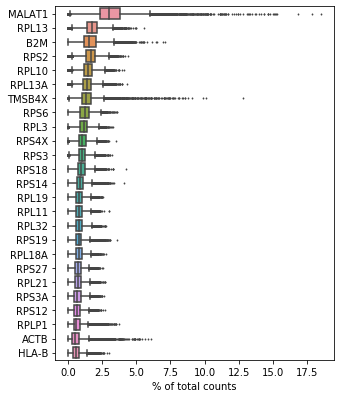 MALAT1
RPL13
B2M
RPS2
RPL10
RPL13A
TMSB4X
RPS6
RPL3
RPS4X
RPS3
RPS18
RPS14
RPL19
RPL11
RPL32
RPS19
RPL18A
RPS27
RPL21
RPS3A
RPS12
RPLP1
ACTB
HLA-B
0.0 2.5 5.0 7.5 10.0 12.5 15.0 17.5
% of total counts